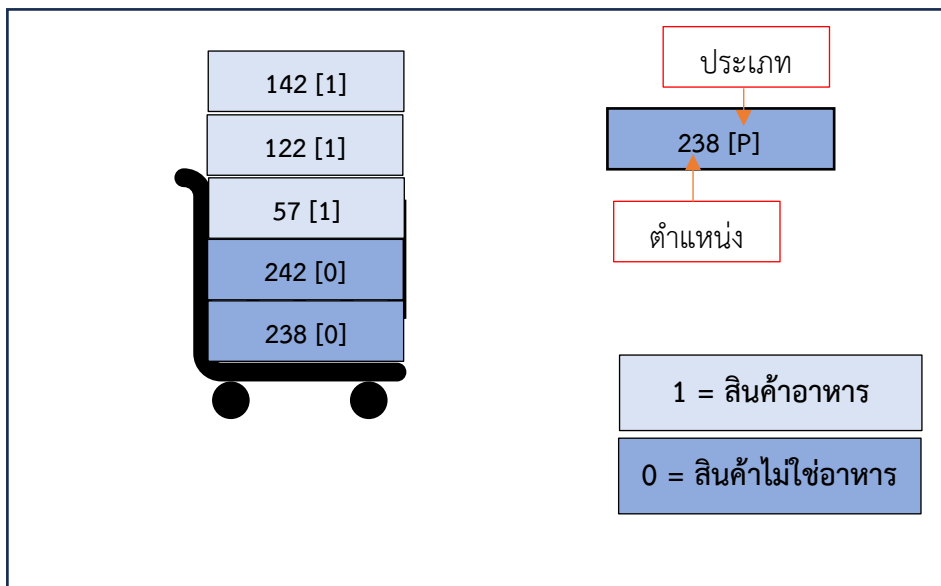 142 [1]
122 [1]
57 [1]
242 [0]
238 [0]
ประเภท
238 [P]
ตำแหน่ง
1 = สินค้าอาหาร
0 = สินค้าไม่ใช่อาหาร